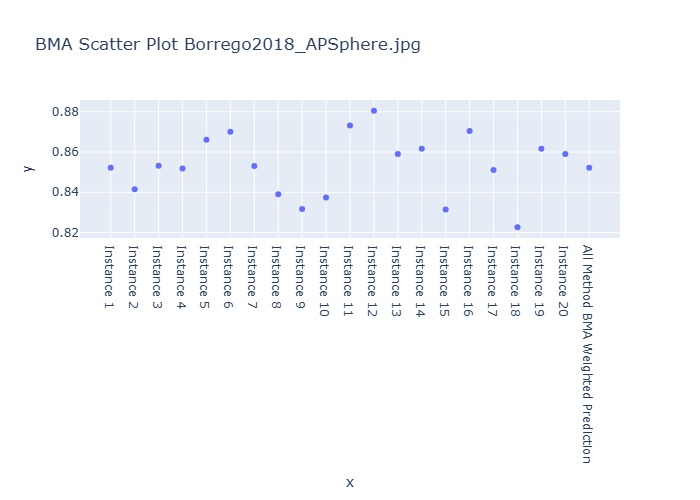 BMA Scatter Plot Borrego2018_APSphere.jpg
y
0.88
0.86
0.84
0.82
Instance 1
Instance 2
Instance 3
Instance 4
Instance 5
Instance 6
Instance 7
Instance 8
Instance 9
Instance 10
Instance 11
Instance 12
Instance 13
Instance 14
Instance 15
Instance 16
Instance 17
Instance 18
Instance 19
Instance 20
All Method BMA Weighted Prediction
x